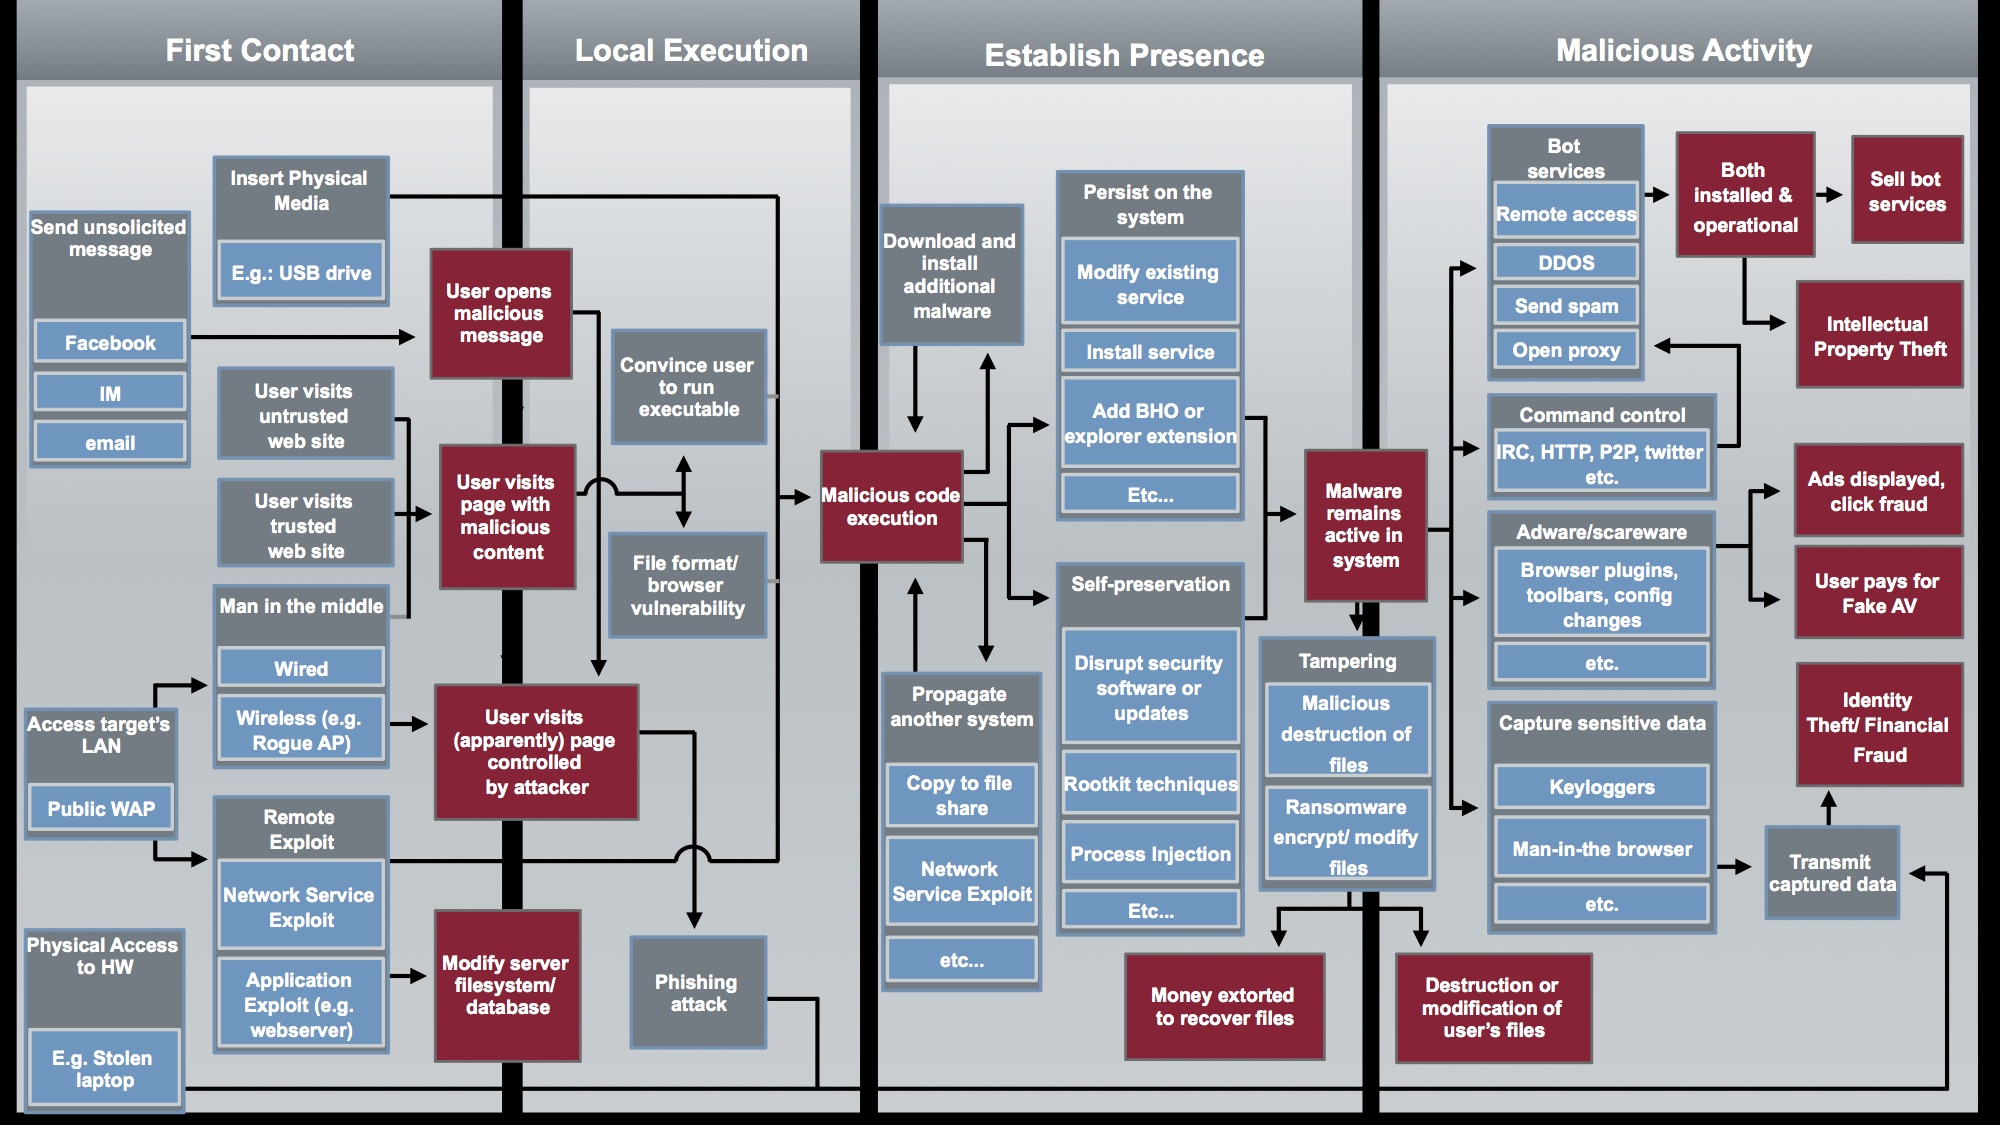 First Contact
Local Execution
Establish Presence
Malicious Activity
Send unsolicited
message
Facebook
IM
email
Insert Physical
Media
E.g.: USB drive
User visits
untrusted
web site
User visits
trusted
web site
Man in the middle
Wired
Wireless (e.g.
Rogue AP)
Access target’s
LAN
Public WAP
Remote
Exploit
Network Service
Exploit
Application
Exploit (e.g.
webserver)
Physical Access
to HW
E.g. Stolen
laptop
User opens
malicious
message
User visits
page with
malicious
content
User visits
(apparently) page
controlled
by attacker
Modify server
filesystem/
database
Convince user
to run
executable
File format/
browser
vulnerability
Phishing
attack
Malicious code
execution
Download and
install
additional
malware
Propagate
another system
Copy to file
share
Network
Service Exploit
etc...
Persist on the
system
Modify existing
service
Install service
Add BHO or
explorer extension
Etc...
Self-preservation
Disrupt security
software or
updates
Rootkit techniques
Process Injection
Etc...
Malware
remains
active in
system
Tampering
Malicious
destruction of
files
Ransomware
encrypt/ modify
files
Money extorted
to recover files
Destruction or
modification of
user’s files
Bot
services
Remote access
DDOS
Send spam
Open proxy
Command control
IRC, HTTP, P2P, twitter
etc.
Adware/scareware
Browser plugins,
toolbars, config
changes
etc.
Capture sensitive data
Keyloggers
Man-in-the browser
etc.
Both
installed &
operational
Sell bot
services
Intellectual
Property Theft
Ads displayed,
click fraud
User pays for
Fake AV
Identity
Theft/ Financial
Fraud
Transmit
captured data